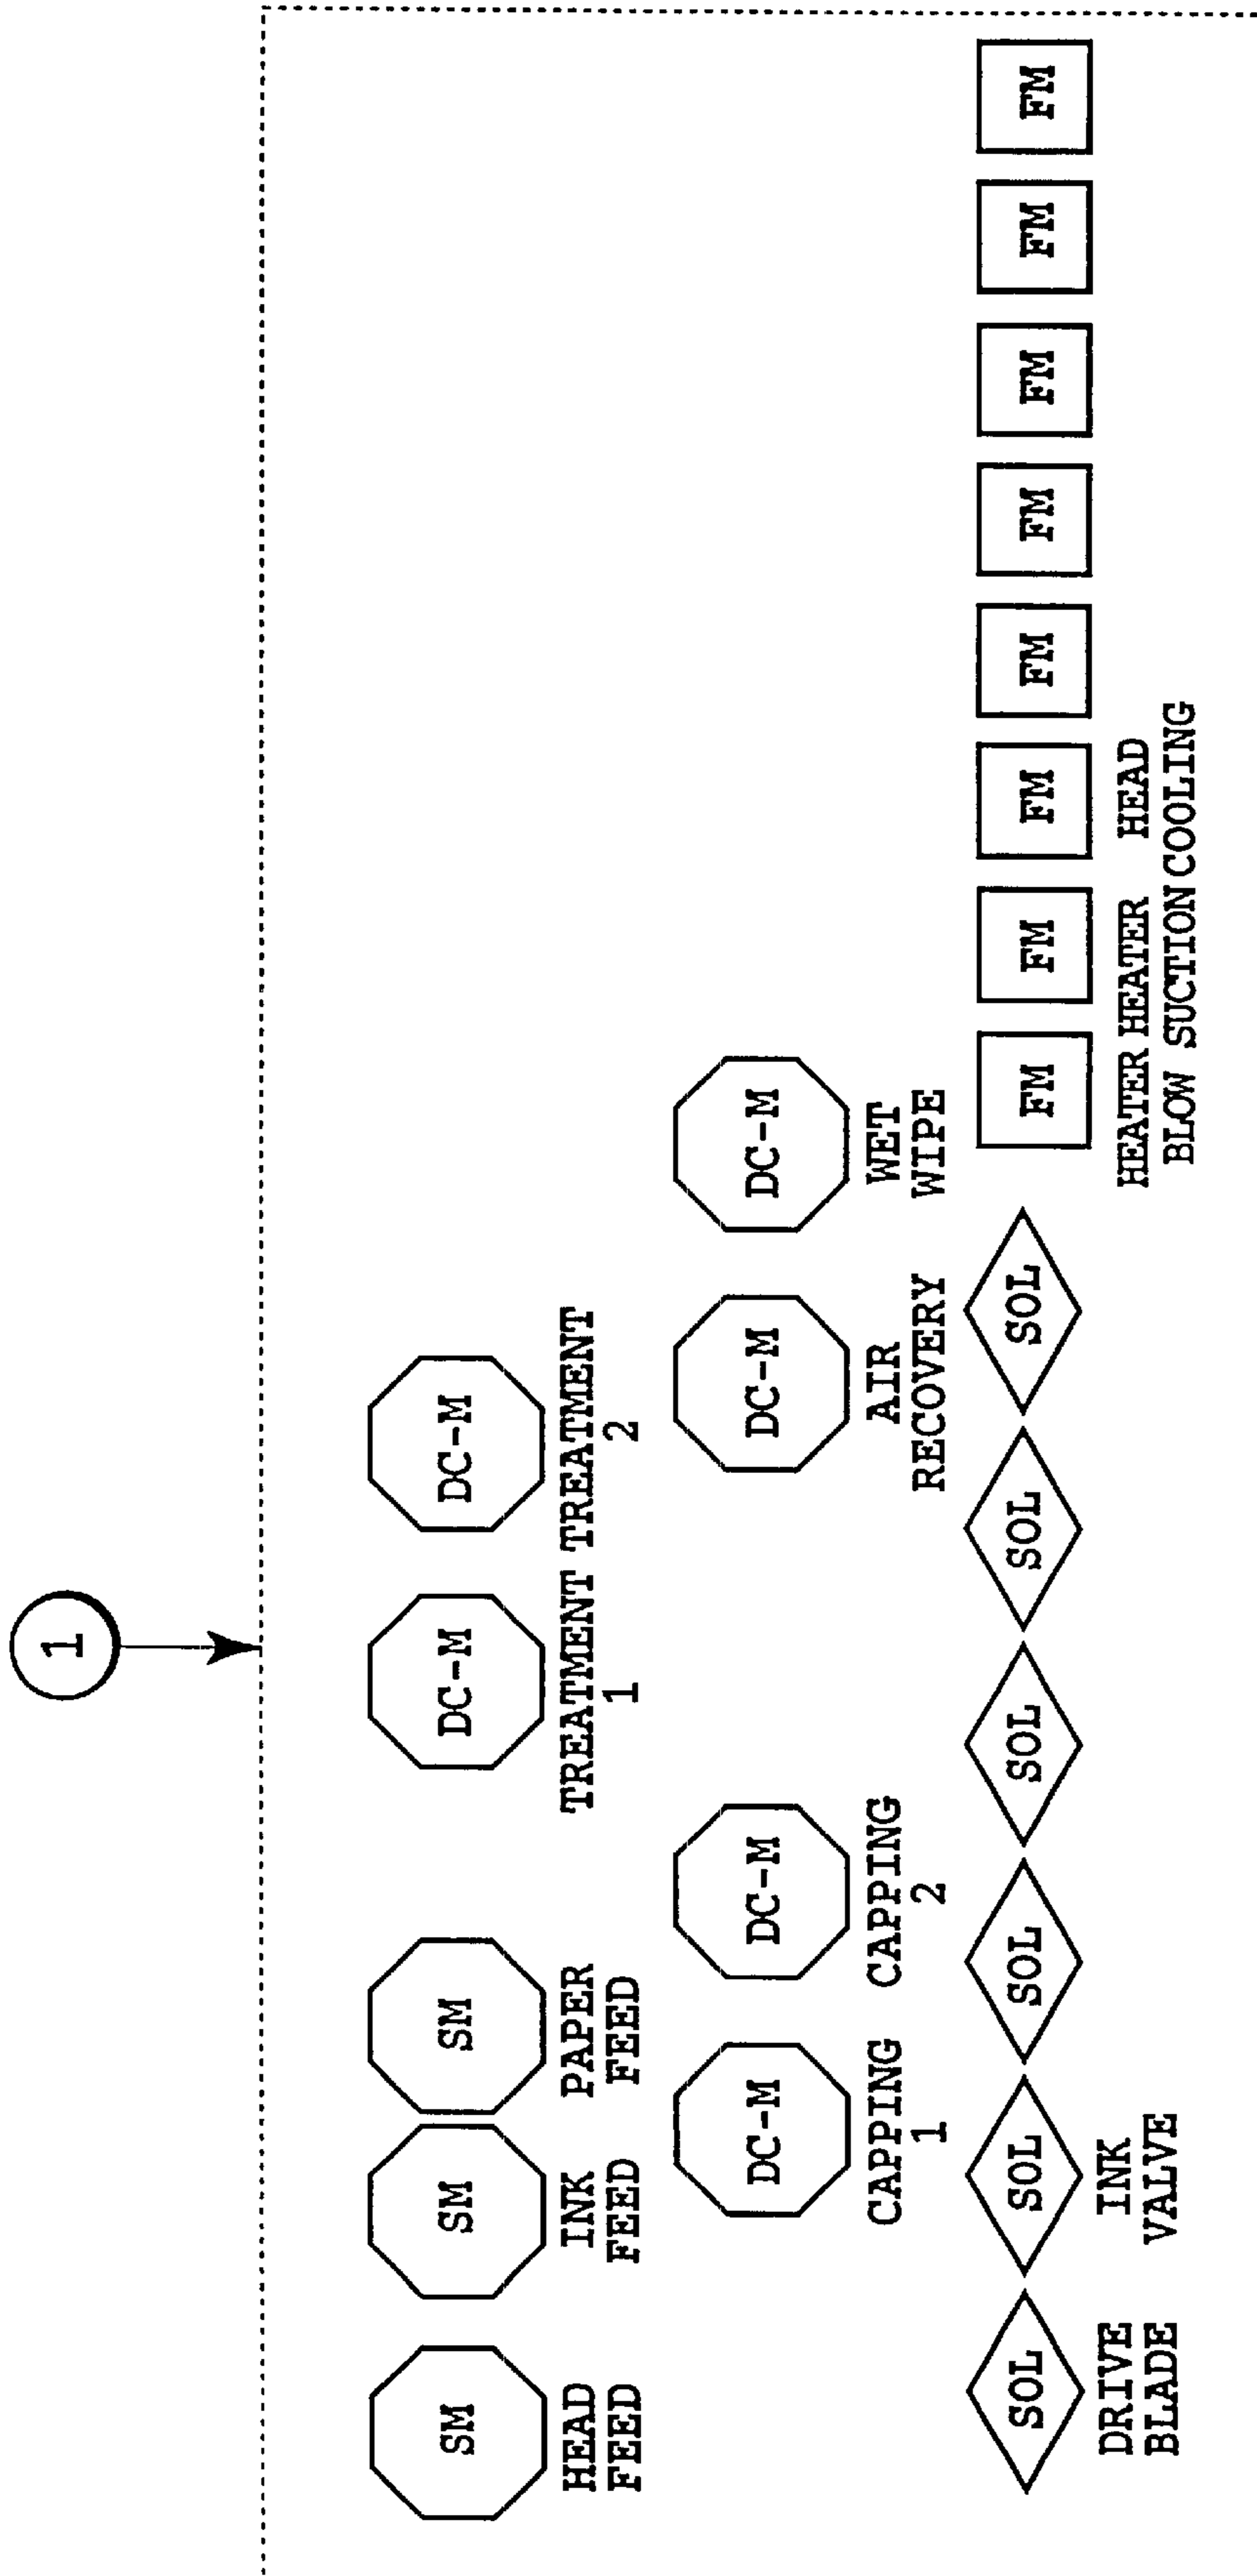 1
SM
SM
SM
DC-M
DC-M
HEAD
FEED
INK
FEED
PAPER
FEED
TREATMENT
1
TREATMENT
2
DC-M
DC-M
DC-M
DC-M
CAPPING
1
CAPPING
2
AIR
RECOVERY
WET
WIPE
SOL
SOL
SOL
SOL
SOL
SOL
FM
FM
FM
FM
FM
FM
FM
FM
DRIVE
BLADE
INK
VALVE
HEATER
BLOW
HEATER
SUCTION
HEAD
COOLING